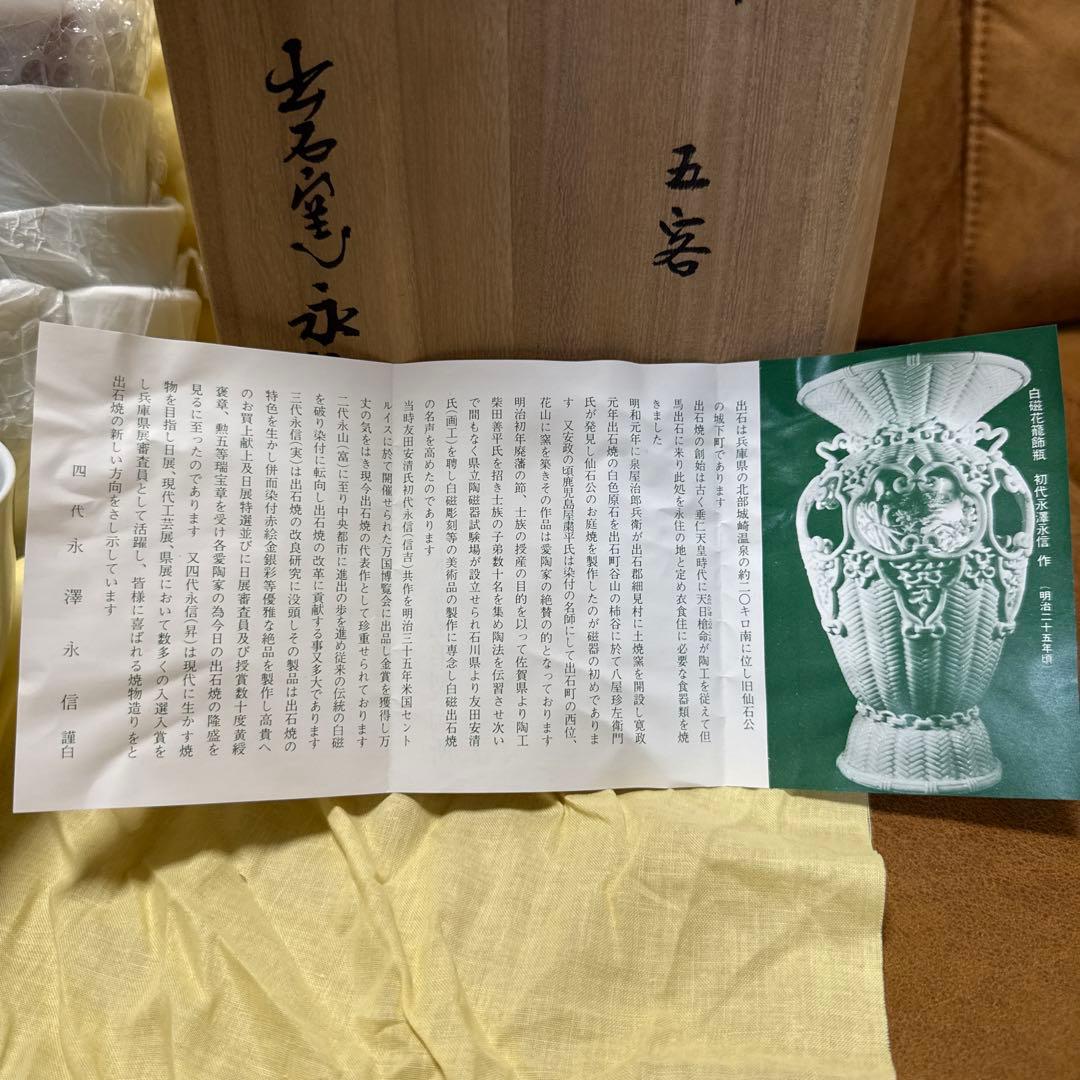 五客
出石窯 永
白磁花籠飾瓶 初代永澤永信 作 (明治二十五年頃
出石は兵庫県の北部城崎温泉の約二〇キロ南に位し旧仙石公
の城下町であります
出石焼の創始は古く垂仁天皇時代に天日槍命が陶工を従えて但
馬出石に来り此処を永住の地と定め衣食住に必要な食器類を焼
きました
明和元年に泉屋治郎兵衛が出石郡細見村に土焼窯を開設し寛政
元年出石焼の白色原石を出石町谷山の柿谷に於て八屋珍左衛門
氏が発見し仙石公のお庭焼を製作したのが磁器の初めでありま
す 又安政の頃鹿児島屋粟平氏は染付の名師にして出石町の西位、
花山に窯を築きその作品は愛陶家の絶賛の的となっております
明治初年廃藩の節、士族の授産の目的を以って佐賀県より陶工
柴田善平氏を招き士族の子弟数十名を集め陶法を伝習させ次い
で間もなく県立陶磁器試験場が設立せられ石川県より友田安清
氏(画工)を聘し白磁彫刻等の美術品の製作に専念し白磁出石焼
の名声を高めたのであります
当時友田安清氏初代永信(信吉)共作を明治三十五年米国セント
ルイスに於て開催せられた万国博覧会に出品し金賞を獲得し万
丈の気をはき現今出石焼の代表作として珍重せられております
二代永山(富)に至り中央都市に進出の歩を進め従来の伝統の白磁
を破り染付に転向し出石焼の改革に貢献する事又多大であります
三代永信(実)は出石焼の改良研究に没頭しその製品は出石焼の
特色を生かし併而染付赤絵金銀彩等優雅な絶品を製作し高貴へ
のお買上献上及日展特選並びに日展審査員及び授賞数十度黄綬
褒章、勲五等瑞宝章を受け各愛陶家の為今日の出石焼の隆盛を
見るに至ったのであります 又四代永信(昇)は現代に生かす焼
物を目指し日展、現代工芸展、県展において数多くの入選入賞を
し兵庫県展審査員として活躍し、皆様に喜ばれる焼物造りをと
出石焼の新しい方向をさし示しています
四代 永澤永信 謹白